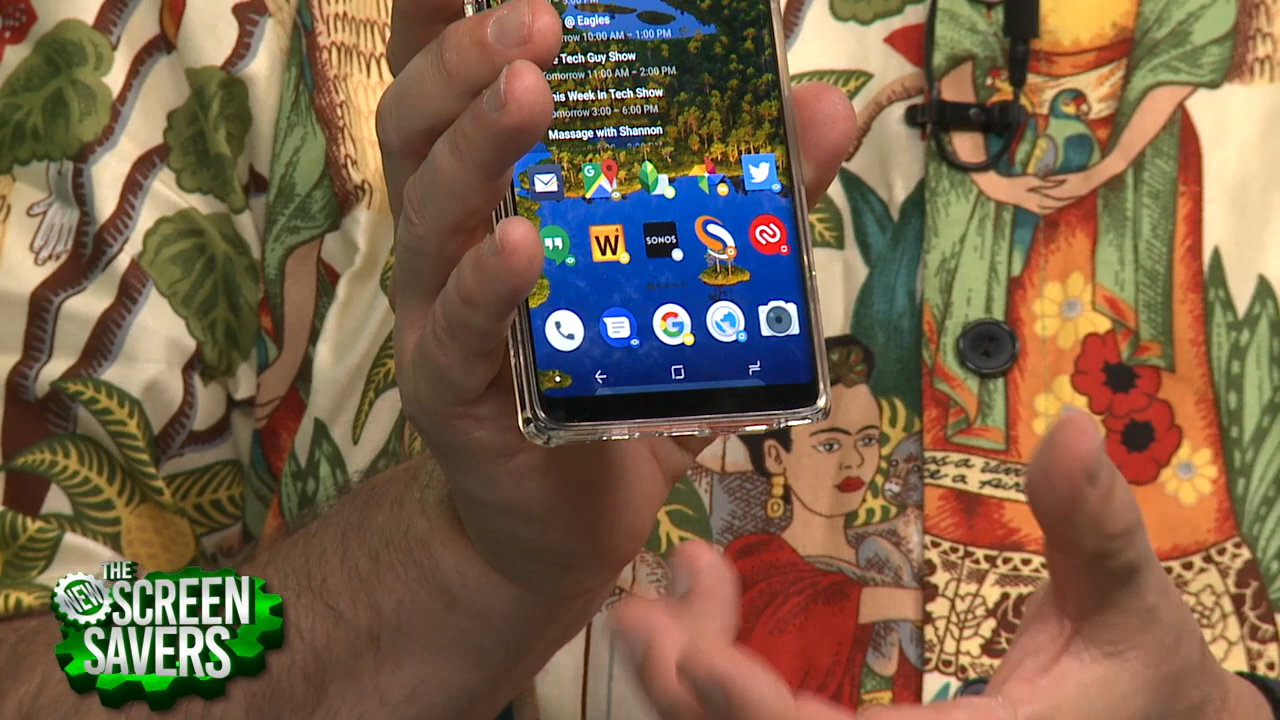 @ Eagles
10:00 AM – 1:00 PM
Tech Guy Show
Tomorrow 11:00 AM – 2:00 PM
This Week in Tech Show
Tomorrow 3:00 – 6:00 PM
Massage with Shannon
G
W
SONOS
G
THE
NEW
SCREEN
SAVERS